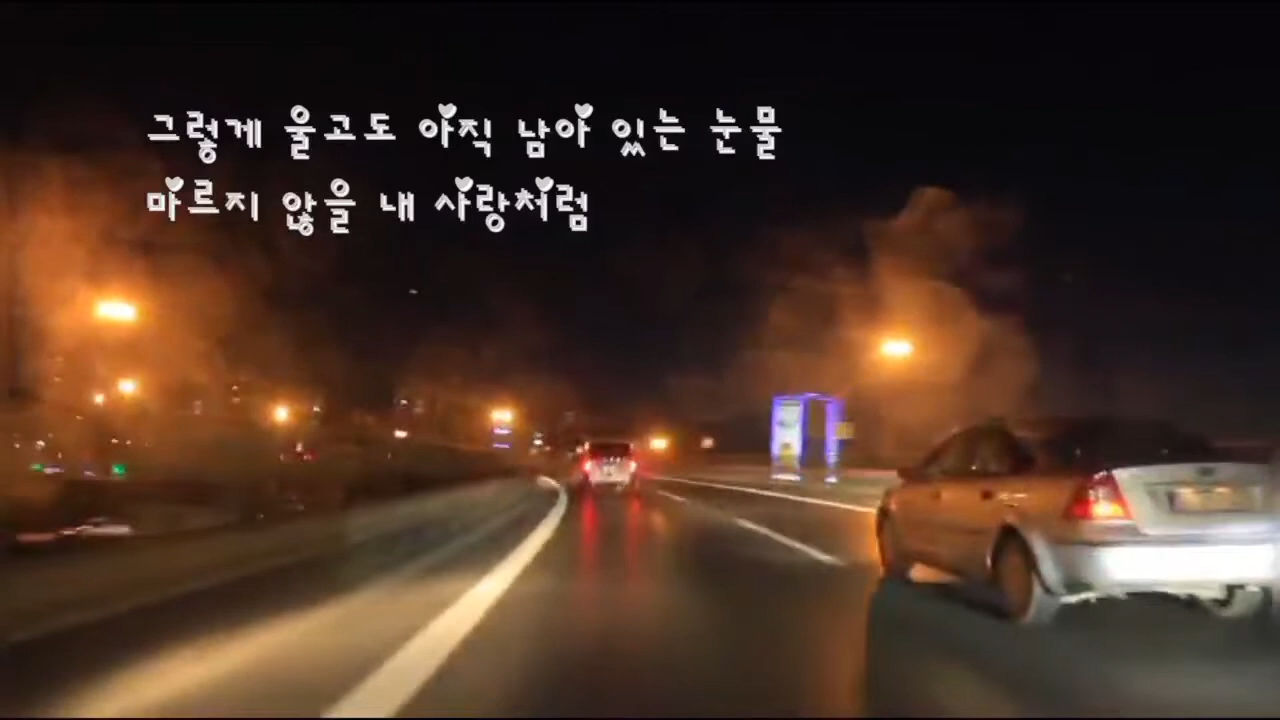 그렇게 울고도 아직 남아 있는 눈물
마르지 않을 내 사랑처럼